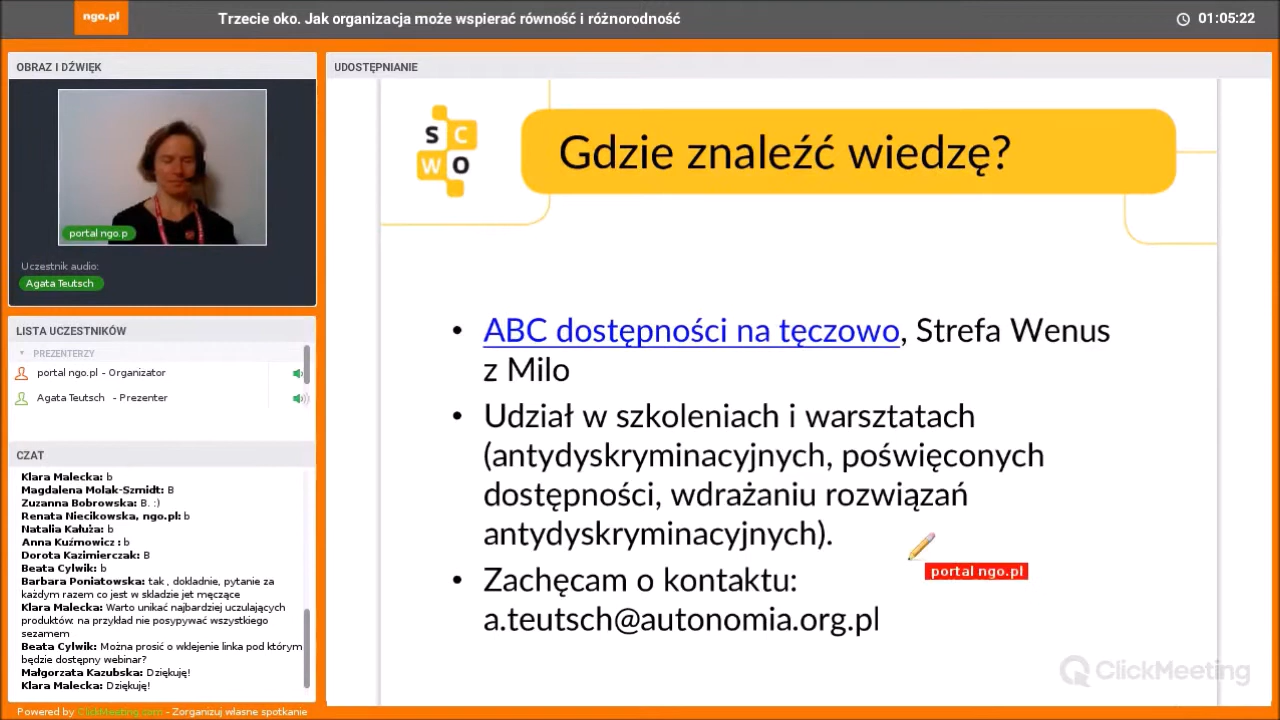 ngo.pl
Trzecie oko. Jak organizacja może wspierać równość i różnorodność
01:05:22
OBRAZ I DŹWIĘK
portal ngo.p
Uczestnik audio:
Agata Teutsch
LISTA UCZESTNIKÓW
PREZENTERZY
portal ngo.pl - Organizator
Agata Teutsch - Prezenter
CZAT
Klara Malecka: b
Magdalena Molak-Szmidt: B
Zuzanna Bobrowska: B. :)
Renata Niecikowska, ngo.pl: b
Natalia Kałuża: b
Anna Kuźmowicz : b
Dorota Kazimierczak: B
Beata Cylwik: b
Barbara Poniatowska: tak , dokladnie, pytanie za
każdym razem co jest w składzie jet męczące
Klara Malecka: Warto unikać najbardziej uczulających
produktów. na przykład nie posypywać wszystkiego
sezamem
Beata Cylwik: Można prosić o wklejenie linka pod którym
będzie dostępny webinar?
Małgorzata Kazubska: Dziękuję!
Klara Malecka: Dziękuję!
Powered by ClickMeeting.com - Zorganizuj własne spotkanie
UDOSTĘPNIANIE
S C
W O
Gdzie znaleźć wiedzę?
• ABC dostępności na tęczowo, Strefa Wenus
z Milo
• Udział w szkoleniach i warsztatach
(antydyskryminacyjnych, poświęconych
dostępności, wdrażaniu rozwiązań
antydyskryminacyjnych).
portal ngo.pl
• Zachęcam o kontaktu:
a.teutsch@autonomia.org.pl
ClickMeeting